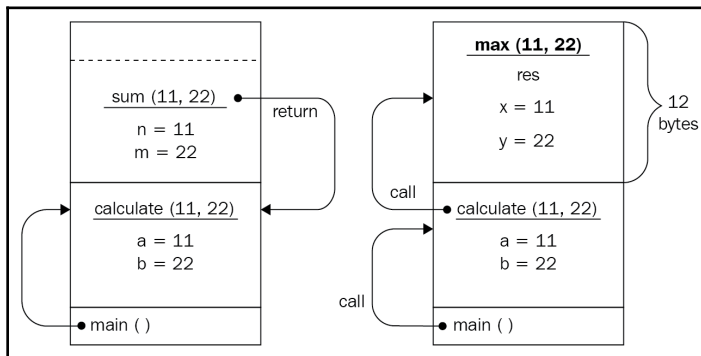 sum (11, 22)
return
n = 11
m = 22
calculate (11, 22)
a = 11
b = 22
main ( )
max (11, 22)
res
x = 11
y = 22
12
bytes
call
calculate (11, 22)
a = 11
b = 22
call
main ( )